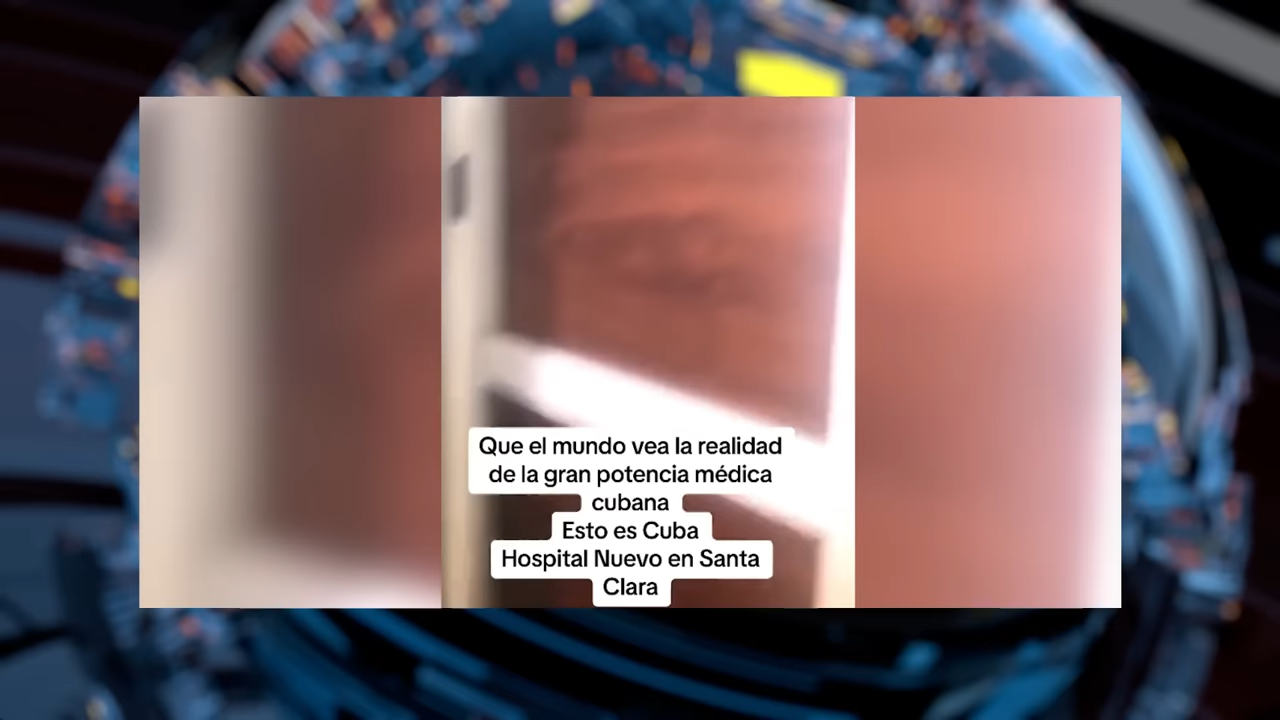 Que el mundo vea la realidad
de la gran potencia médica
cubana
Esto es Cuba
Hospital Nuevo en Santa
Clara